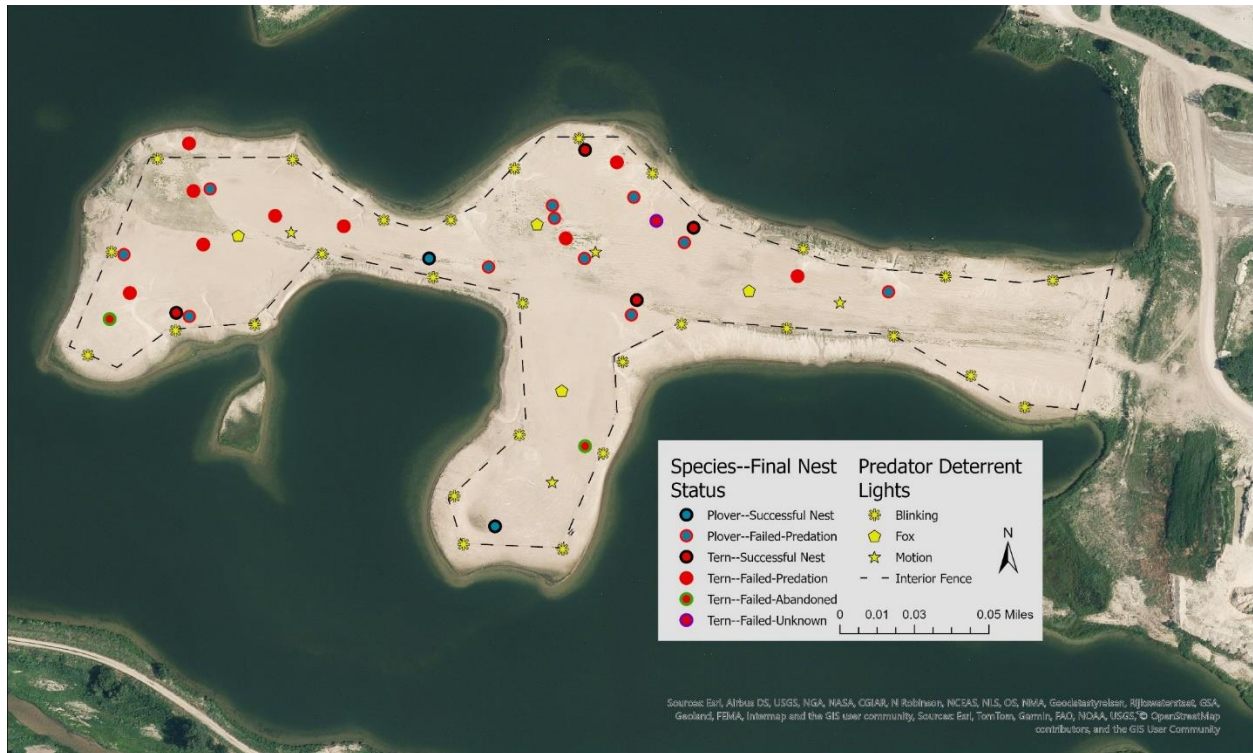 Species--Final Nest
Status
Plover--Successful Nest
Plover--Failed-Predation
Tern--Successful Nest
Tern--Failed-Predation
Tern--Failed-Abandoned
Tern--Failed-Unknown
Predator Deterrent
Lights
Blinking
Fox
Motion
Interior Fence
N
0 0.01 0.03 0.05 Miles
Sources: Esri, Airbus DS, USGS, NGA, NASA, CGIAR, N Robinson, NCEAS, NLS, OS, NMA, Geodatastyrelsen, Rijkswaterstaat, GSA,
Geoland, FEMA, Intermap and the GIS user community, Sources: Esri, TomTom, Garmin, FAO, NOAA, USGS, © OpenStreetMap
contributors, and the GIS User Community